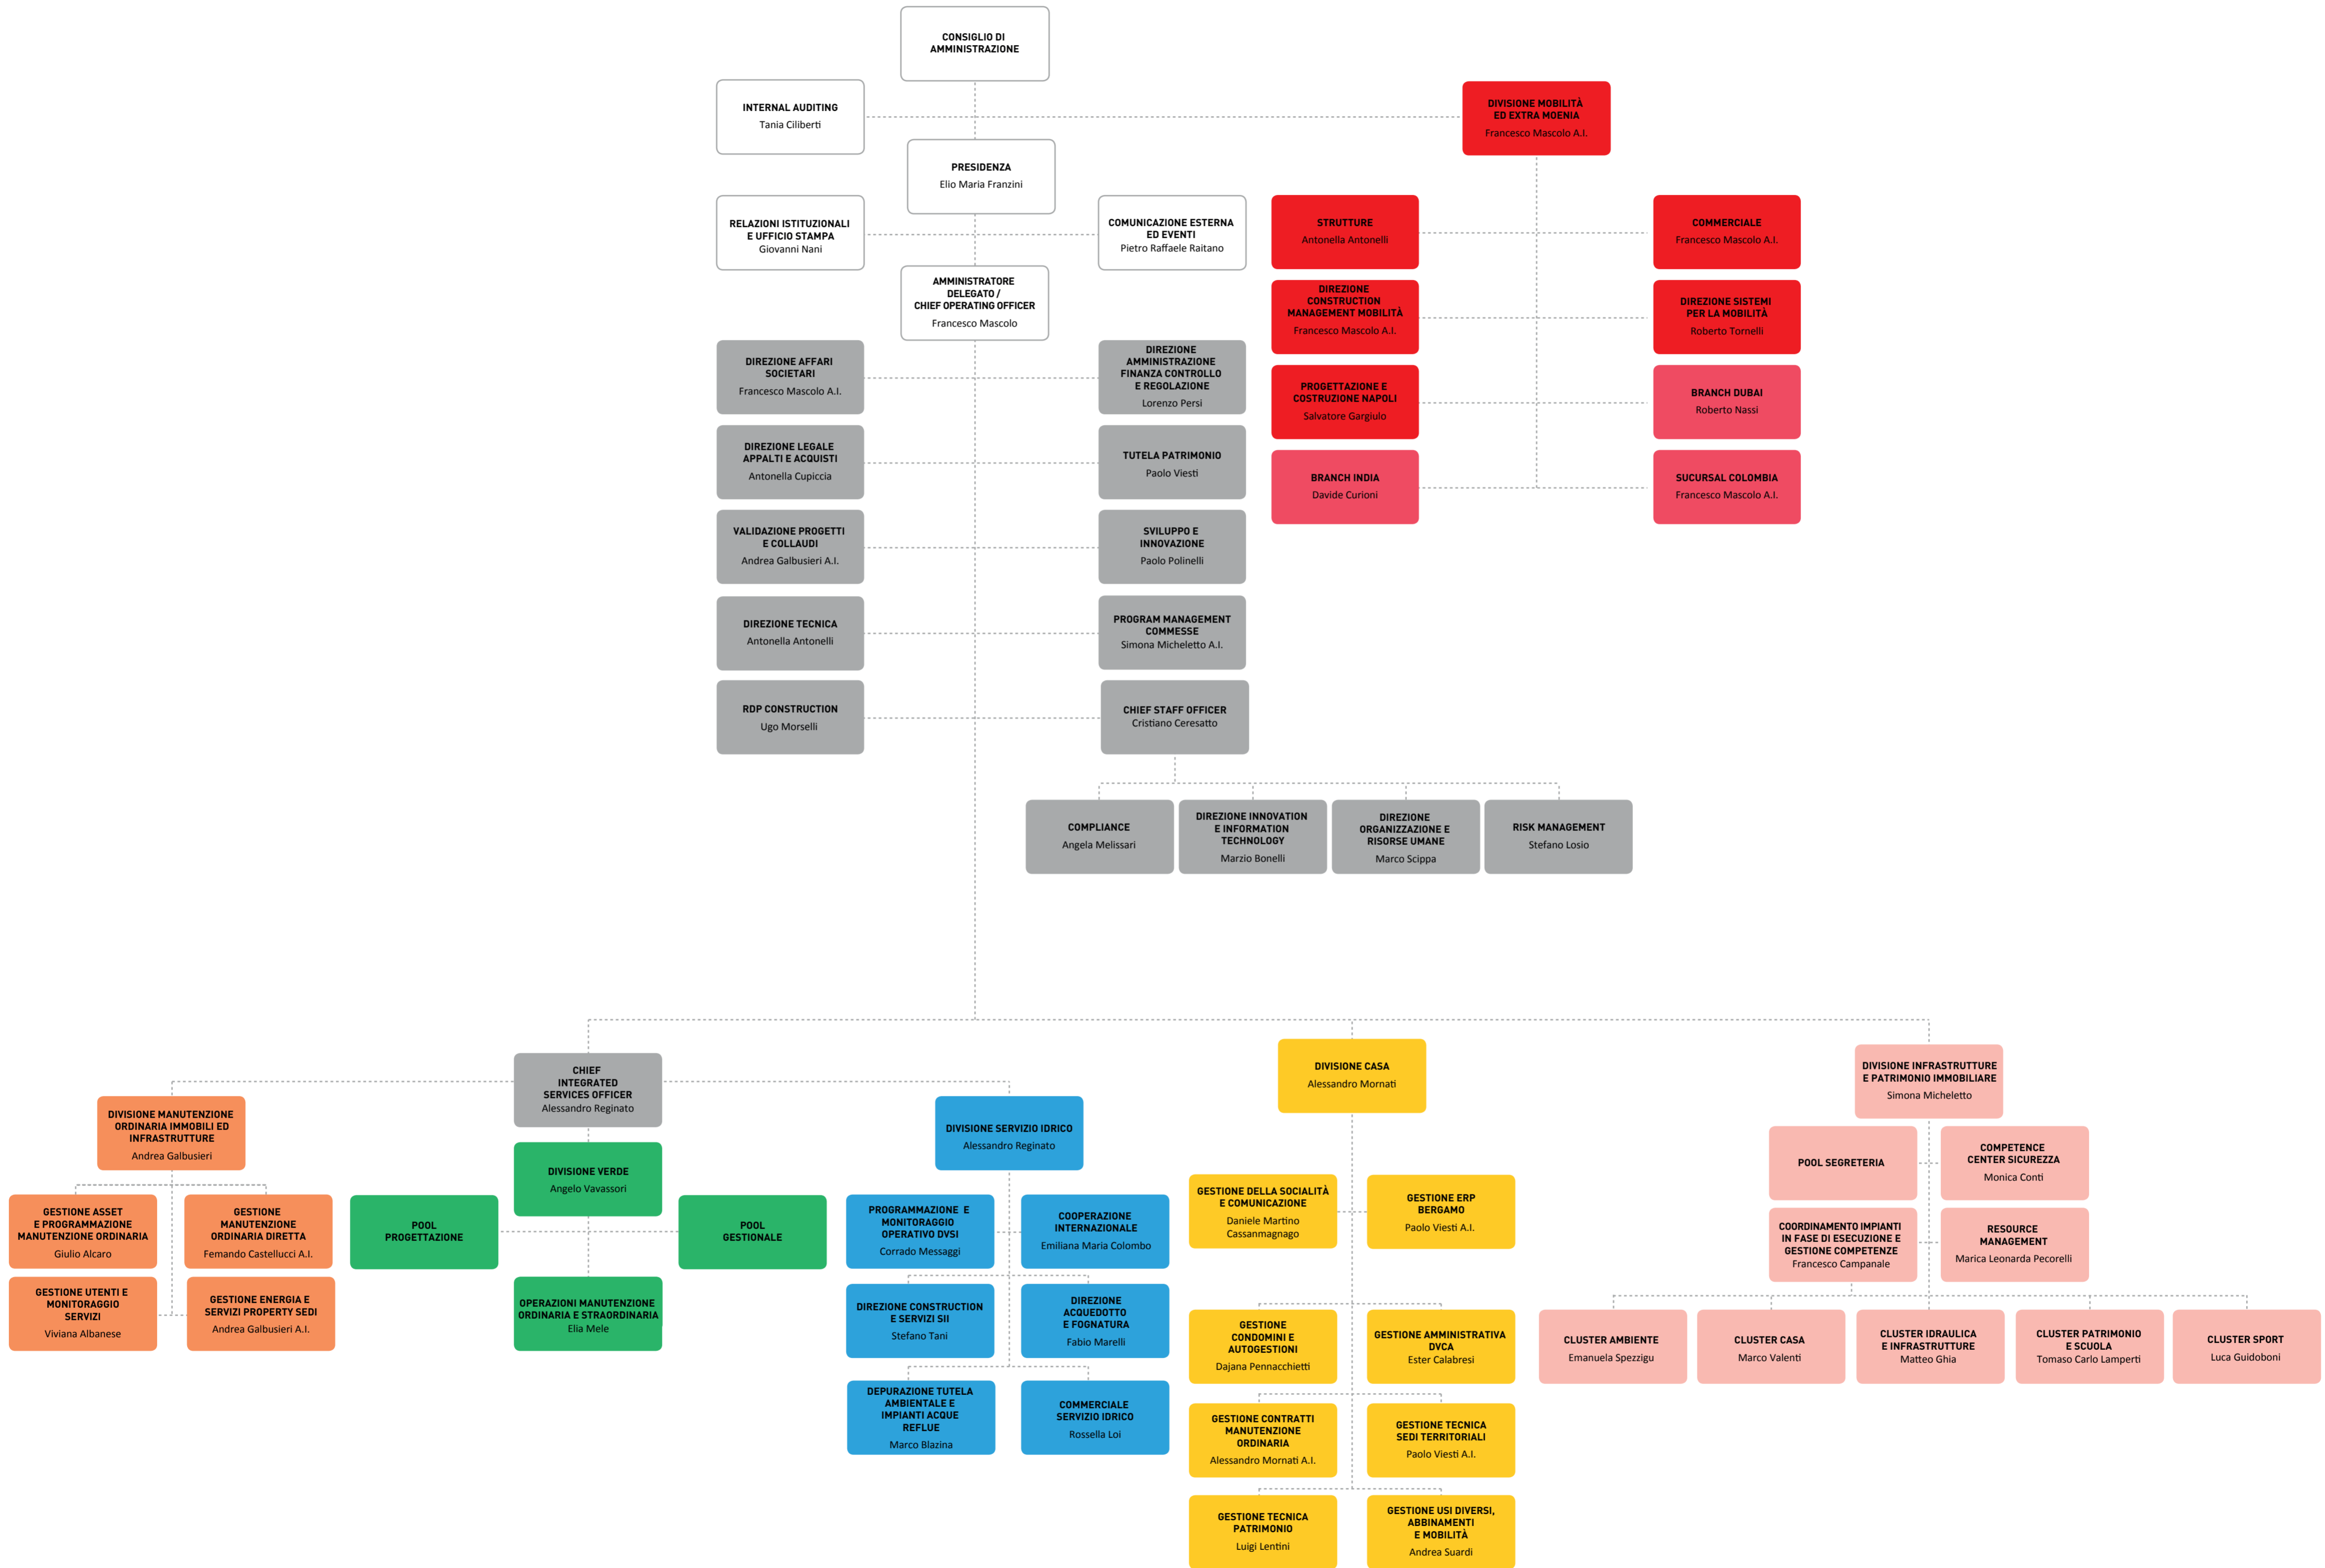 CONSIGLIO DI
AMMINISTRAZIONE
INTERNAL AUDITING
Tania Ciliberti
DIVISIONE MOBILITÀ
ED EXTRA MOENIA
Francesco Mascolo A.I.
PRESIDENZA
Elio Maria Franzini
RELAZIONI ISTITUZIONALI
E UFFICIO STAMPA
Giovanni Nani
COMUNICAZIONE ESTERNA
ED EVENTI
Pietro Raffaele Raitano
STRUTTURE
Antonella Antonelli
COMMERCIALE
Francesco Mascolo A.I.
AMMINISTRATORE
DELEGATO /
CHIEF OPERATING OFFICER
Francesco Mascolo
DIREZIONE
CONSTRUCTION
MANAGEMENT MOBILITÀ
Francesco Mascolo A.I.
DIREZIONE SISTEMI
PER LA MOBILITÀ
Roberto Tornelli
DIREZIONE AFFARI
SOCIETARI
Francesco Mascolo A.I.
DIREZIONE
AMMINISTRAZIONE
FINANZA CONTROLLO
E REGOLAZIONE
Lorenzo Persi
PROGETTAZIONE E
COSTRUZIONE NAPOLI
Salvatore Gargiulo
BRANCH DUBAI
Roberto Nassi
DIREZIONE LEGALE
APPALTI E ACQUISTI
Antonella Cupiccia
TUTELA PATRIMONIO
Paolo Viesti
BRANCH INDIA
Davide Curioni
SUCURSAL COLOMBIA
Francesco Mascolo A.I.
VALIDAZIONE PROGETTI
E COLLAUDI
Andrea Galbusieri A.I.
SVILUPPO E
INNOVAZIONE
Paolo Polinelli
DIREZIONE TECNICA
Antonella Antonelli
PROGRAM MANAGEMENT
COMMESSE
Simona Micheletto A.I.
RDP CONSTRUCTION
Ugo Morselli
CHIEF STAFF OFFICER
Cristiano Ceresatto
COMPLIANCE
Angela Melissari
DIREZIONE INNOVATION
E INFORMATION
TECHNOLOGY
Marzio Bonelli
DIREZIONE
ORGANIZZAZIONE E
RISORSE UMANE
Marco Scippa
RISK MANAGEMENT
Stefano Losio
CHIEF
INTEGRATED
SERVICES OFFICER
Alessandro Reginato
DIVISIONE MANUTENZIONE
ORDINARIA IMMOBILI ED
INFRASTRUTTURE
Andrea Galbusieri
GESTIONE ASSET
E PROGRAMMAZIONE
MANUTENZIONE ORDINARIA
Giulio Alcaro
GESTIONE
MANUTENZIONE
ORDINARIA DIRETTA
Fernando Castellucci A.I.
GESTIONE UTENTI E
MONITORAGGIO
SERVIZI
Viviana Albanese
GESTIONE ENERGIA E
SERVIZI PROPERTY SEDI
Andrea Galbusieri A.I.
DIVISIONE VERDE
Angelo Vavassori
POOL
PROGETTAZIONE
POOL
GESTIONALE
OPERAZIONI MANUTENZIONE
ORDINARIA E STRAORDINARIA
Elia Mele
DIVISIONE SERVIZIO IDRICO
Alessandro Reginato
PROGRAMMAZIONE E
MONITORAGGIO
OPERATIVO DVSI
Corrado Messaggi
COOPERAZIONE
INTERNAZIONALE
Emiliana Maria Colombo
DIREZIONE CONSTRUCTION
E SERVIZI SII
Stefano Tani
DIREZIONE
ACQUEDOTTO
E FOGNATURA
Fabio Marelli
DEPURAZIONE TUTELA
AMBIENTALE E
IMPIANTI ACQUE
REFLUE
Marco Blazina
COMMERCIALE
SERVIZIO IDRICO
Rossella Loi
DIVISIONE CASA
Alessandro Mornati
GESTIONE DELLA SOCIALITÀ
E COMUNICAZIONE
Daniele Martino
Cassanmagnago
GESTIONE ERP
BERGAMO
Paolo Viesti A.I.
GESTIONE
CONDOMINI E
AUTOGESTIONI
Dajana Pennacchietti
GESTIONE AMMINISTRATIVA
DVCA
Ester Calabresi
GESTIONE CONTRATTI
MANUTENZIONE
ORDINARIA
Alessandro Mornati A.I.
GESTIONE TECNICA
SEDI TERRITORIALI
Paolo Viesti A.I.
GESTIONE TECNICA
PATRIMONIO
Luigi Lentini
GESTIONE USI DIVERSI,
ABBINAMENTI
E MOBILITÀ
Andrea Suardi
DIVISIONE INFRASTRUTTURE
E PATRIMONIO IMMOBILIARE
Simona Micheletto
POOL SEGRETERIA
COMPETENCE
CENTER SICUREZZA
Monica Conti
COORDINAMENTO IMPIANTI
IN FASE DI ESECUZIONE E
GESTIONE COMPETENZE
Francesco Campanale
RESOURCE
MANAGEMENT
Marica Leonarda Pecorelli
CLUSTER AMBIENTE
Emanuela Spezzigu
CLUSTER CASA
Marco Valenti
CLUSTER IDRAULICA
E INFRASTRUTTURE
Matteo Ghia
CLUSTER PATRIMONIO
E SCUOLA
Tomaso Carlo Lamperti
CLUSTER SPORT
Luca Guidoboni